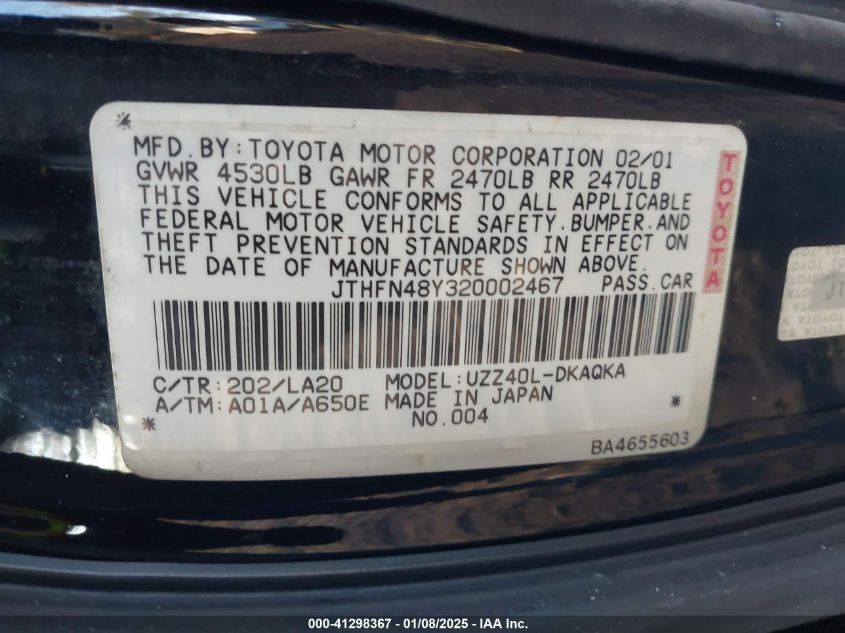 MFD.BY:TOYOTA MOTOR CORPORATION 02/01
GVWR 4530LB GAWR FR 2470LB RR 2470LB
THIS VEHICLE CONFORMS TO ALL APPLICABLE
FEDERAL MOTOR VEHICLE SAFETY.BUMPER.AND
THEFT PREVENTION STANDARDS IN EFFECT ON
THE DATE OF MANUFACTURE SHOWN ABOVE.
JTHFN48Y320002467 PASS.CAR
TOYOTA
C/TR:202/LA20 MODEL:UZZ40L-DKAQKA
A/TM:A01A/A650E MADE IN JAPAN
NO.004
BA4655603
JT
000-41298367 - 01/08/2025 - IAAI.com